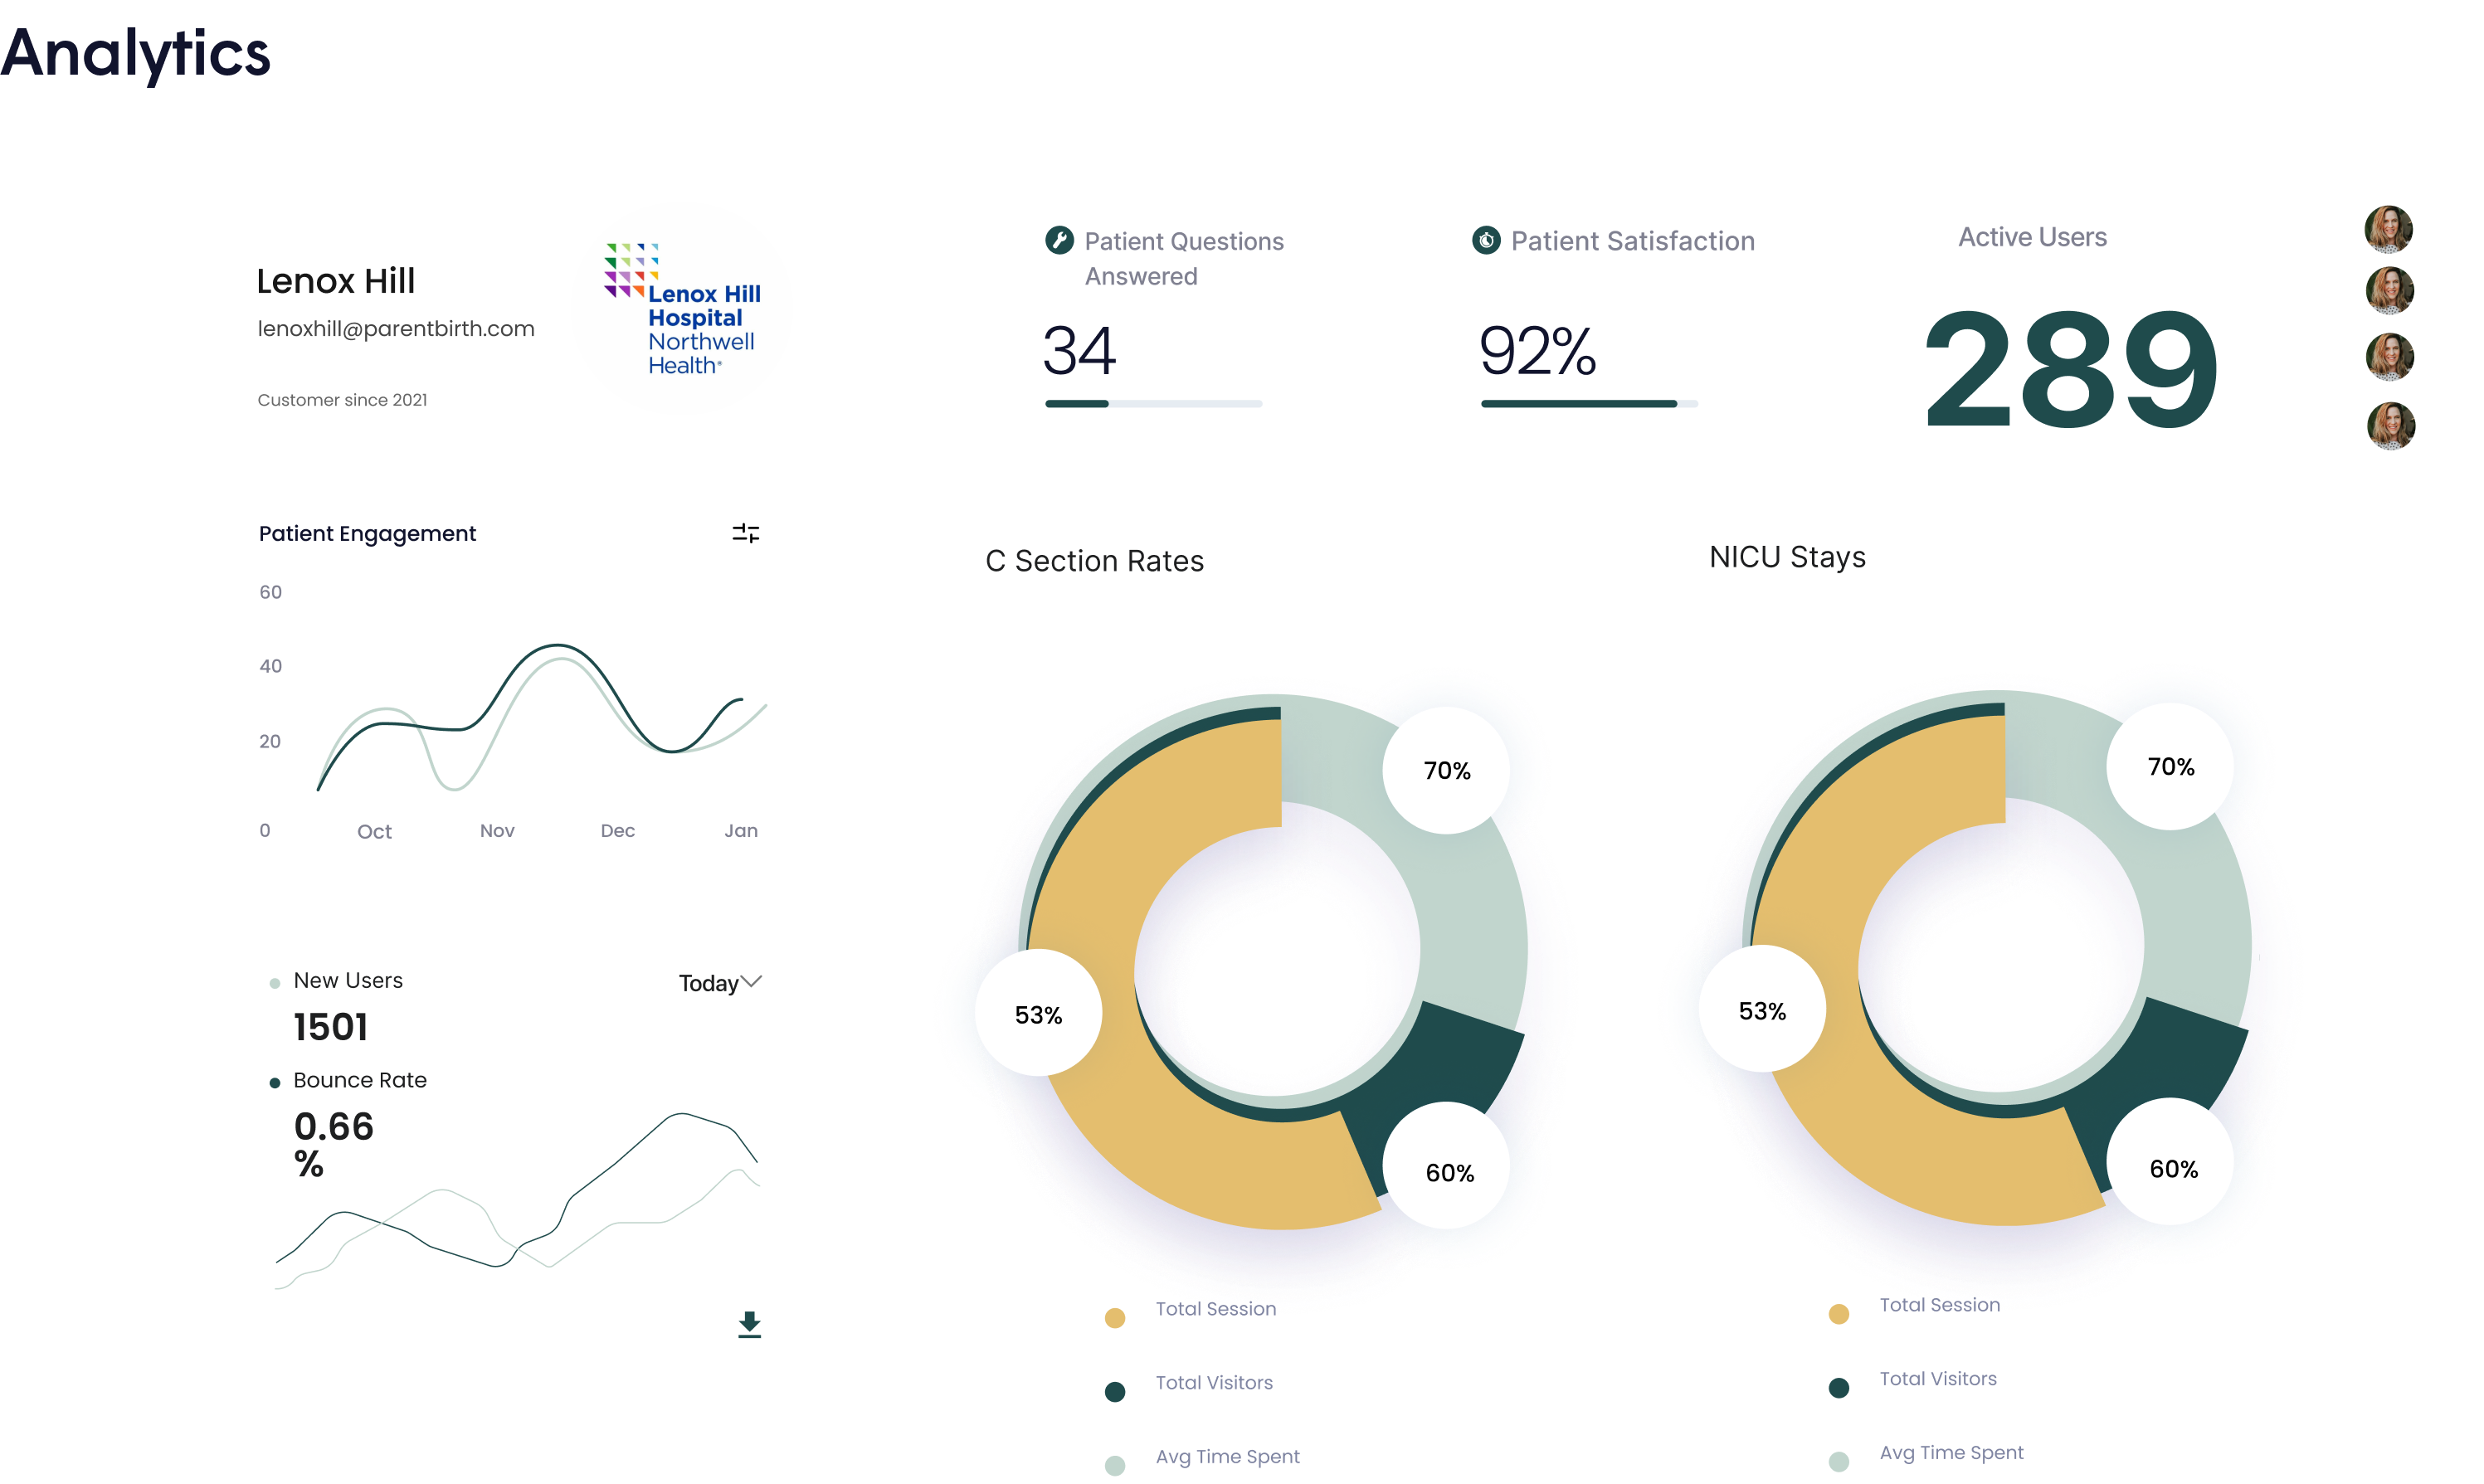 Analytics
Lenox Hill
lenoxhill@parentbirth.com
Customer since 2021
Lenox Hill
Hospital
Northwell
Health®
Patient Questions
Answered
34
Patient Satisfaction
92%
Active Users
289
Patient Engagement
60
40
20
0
Oct
Nov
Dec
Jan
New Users
1501
Today
Bounce Rate
0.66
%
C Section Rates
70%
53%
60%
Total Session
Total Visitors
Avg Time Spent
NICU Stays
70%
53%
60%
Total Session
Total Visitors
Avg Time Spent